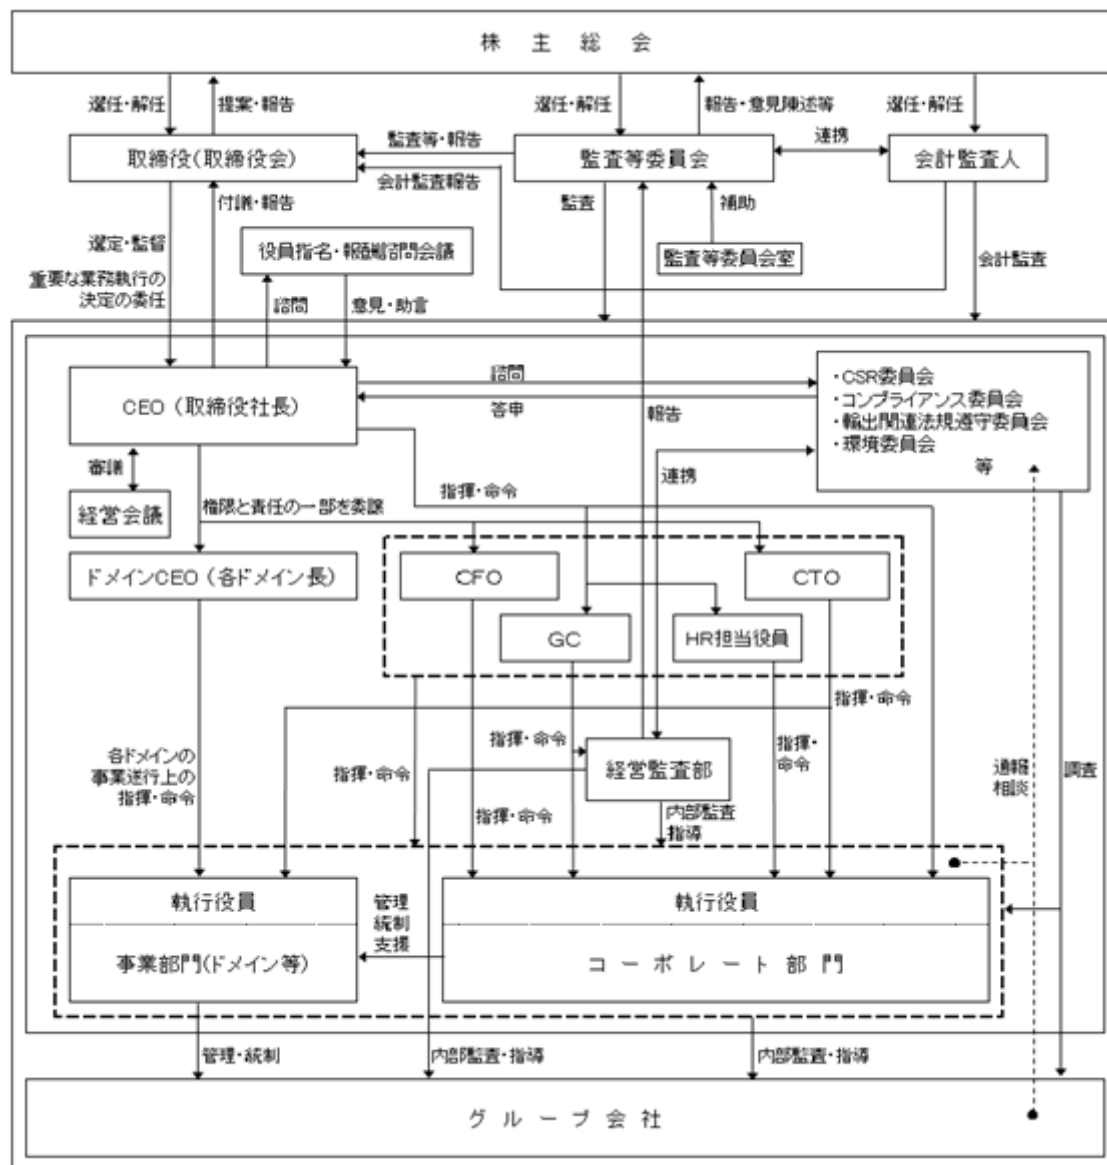 株 主 総 会
選任・解任
提案・報告
選任・解任
報告・意見陳述等
選任・解任
取締役(取締役会)
監査等・報告
会計監査報告
監査等委員会
連携
会計監査人
付議・報告
監査
補助
選定・監督
重要な業務執行の
決定の委任
役員指名・報酬諮問会議
監査等委員会室
会計監査
諮問
意見・助言
CEO (取締役社長)
諮問
答申
報告
・CSR委員会
・コンプライアンス委員会
・輸出関連法規遵守委員会
・環境委員会
等
審議
経営会議
権限と責任の一部を委譲
指揮・命令
連携
ドメインCEO (各ドメイン長)
CFO
CTO
GC
HR担当役員
指揮・命令
各ドメインの
事業遂行上の
指揮・命令
指揮・命令
指揮・命令
経営監査部
指揮・
命令
通報
相談
調査
指揮・命令
内部監査
指導
執行役員
事業部門(ドメイン等)
管理
統制
支援
執行役員
コーポレート部門
管理・統制
内部監査・指導
内部監査・指導
グループ会社